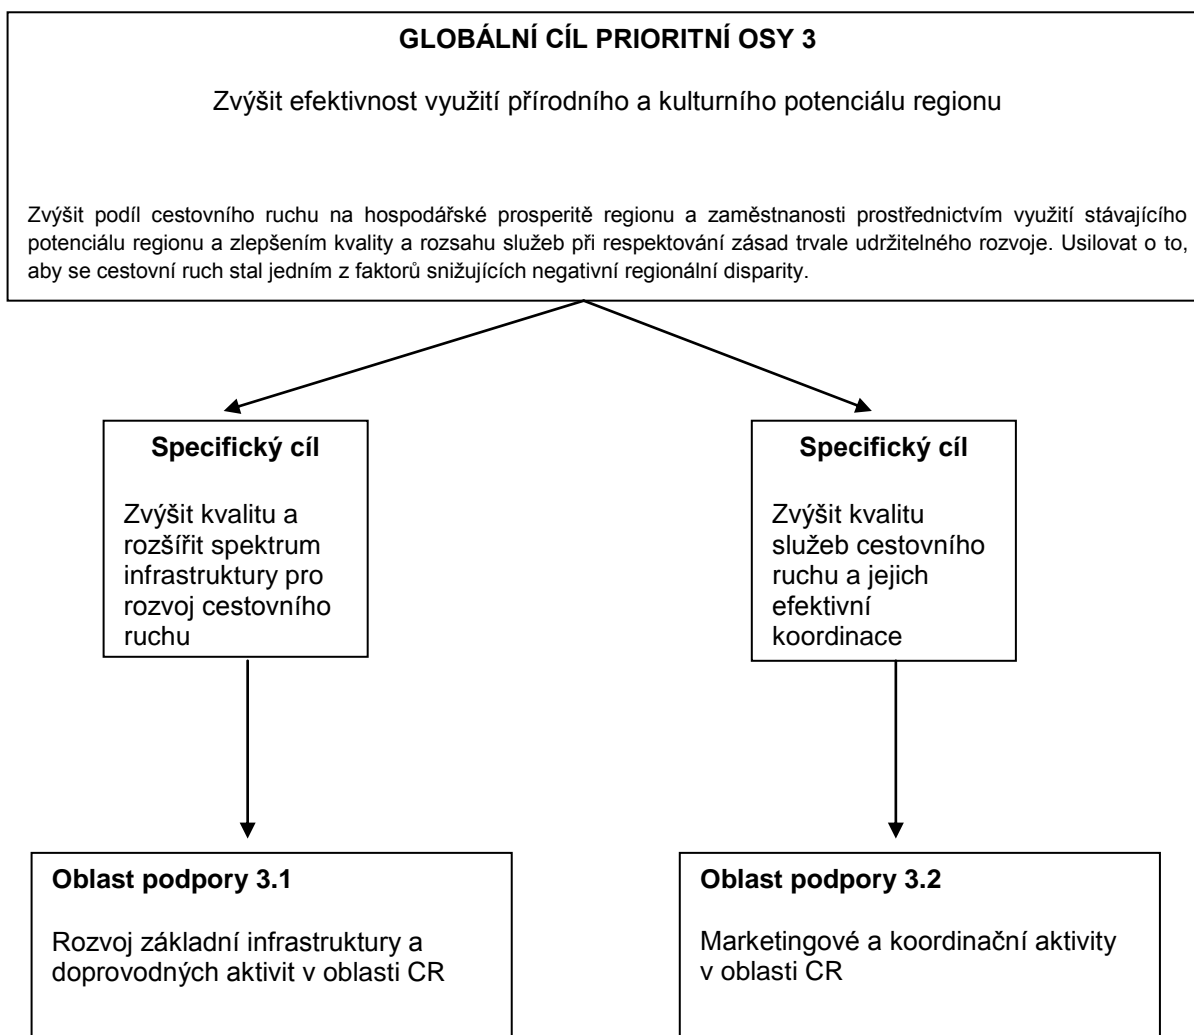 GLOBÁLNÍ CÍL PRIORITNÍ OSY 3
Zvýšit efektivnost využití přírodního a kulturního potenciálu regionu
Zvýšit podíl cestovního ruchu na hospodářské prosperitě regionu a zaměstnanosti prostřednictvím využití stávajícího
potenciálu regionu a zlepšením kvality a rozsahu služeb při respektování zásad trvale udržitelného rozvoje. Usilovat o to,
aby se cestovní ruch stal jedním z faktorů snižujících negativní regionální disparity.
Specifický cíl
Zvýšit kvalitu a
rozšířit spektrum
infrastruktury pro
rozvoj cestovního
ruchu
Specifický cíl
Zvýšit kvalitu
služeb cestovního
ruchu a jejich
efektivní
koordinace
Oblast podpory 3.1
Rozvoj základní infrastruktury a
doprovodných aktivit v oblasti CR
Oblast podpory 3.2
Marketingové a koordinační aktivity
v oblasti CR